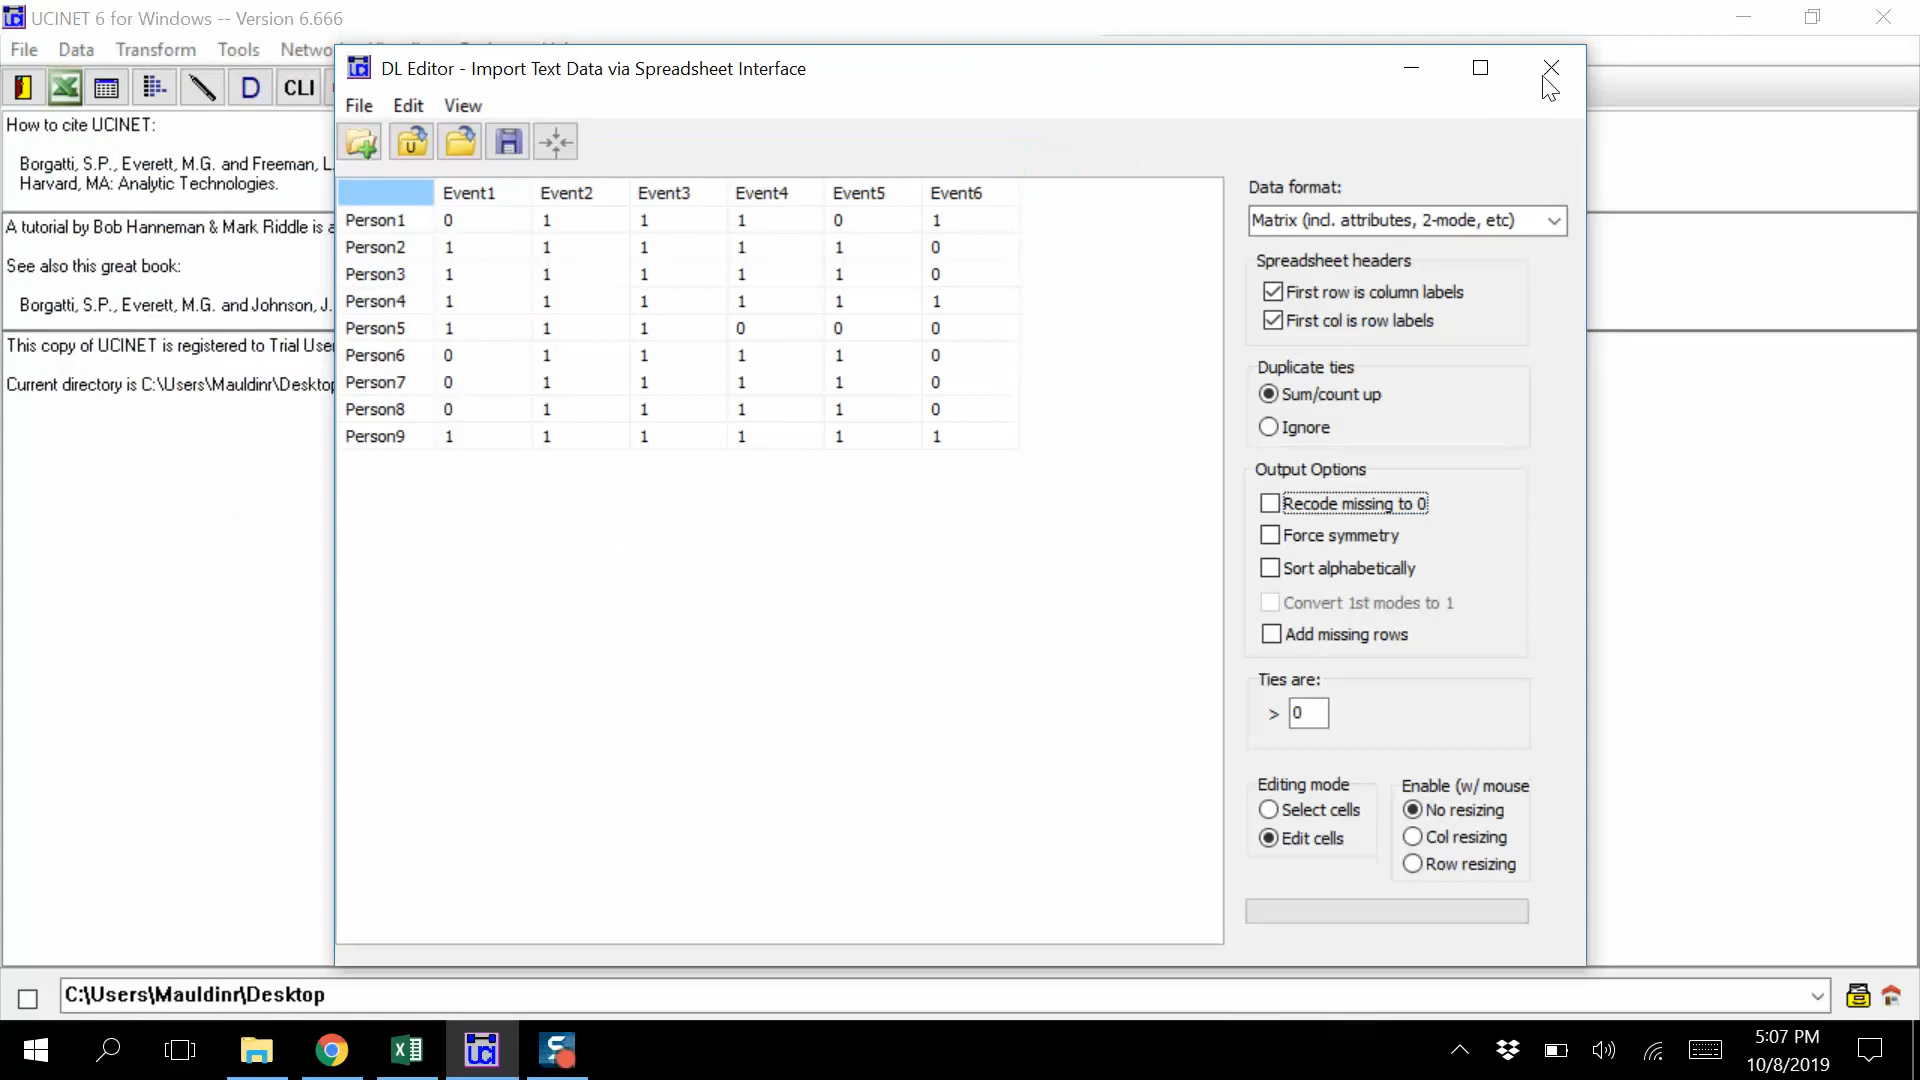 UCINET 6 for Windows -- Version 6.666
File Data Transform Tools
DL Editor - Import Text Data via Spreadsheet Interface
File Edit View
D CLI
U
How to cite UCINET:
Borgatti, S.P., Everett, M.G. and Freeman, L.
Harvard, MA: Analytic Technologies.
A tutorial by Bob Hanneman & Mark Riddle is
See also this great book:
Borgatti, S.P., Everett, M.G. and Johnson, J.
This copy of UCINET is registered to Trial
Current directory is C:\Users\Mauldinr\Desktop
Event1 Event2 Event3 Event4 Event5 Event6
Person1 0 1 1 1 0 1
Person2 1 1 1 1 1 0
Person3 1 1 1 1 1 0
Person4 1 1 1 1 1 1
Person5 1 1 1 0 0 0
Person6 0 1 1 1 1 0
Person7 0 1 1 1 1 0
Person8 0 1 1 1 1 0
Person9 1 1 1 1 1 1
Data format:
Matrix (incl. attributes, 2-mode, etc)
Spreadsheet headers
First row is column labels
First col is row labels
Duplicate ties
Sum/count up
Ignore
Output Options
Recode missing to 0
Force symmetry
Sort alphabetically
Convert 1st modes to 1
Add missing rows
Ties are:
> 0
Editing mode
Select cells
Edit cells
Enable (w/ mouse
No resizing
Col resizing
Row resizing
C:\Users\Mauldinr\Desktop
5:07 PM
10/8/2019